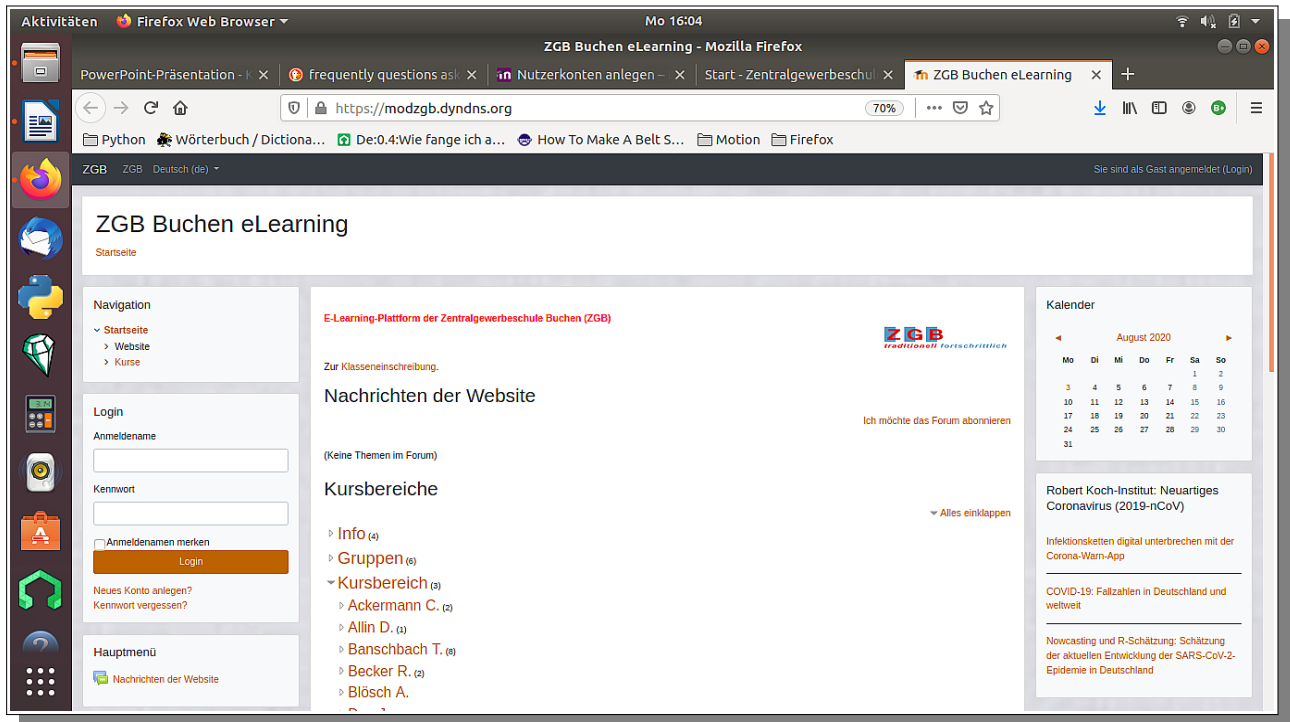 Aktivitäten Firefox Web Browser Mo 16:04
ZGB Buchen eLearning - Mozilla Firefox
PowerPoint-Präsentation - frequently questions ask Nutzerkonten anlegen – Start - Zentralgewerbeschul ZGB Buchen eLearning
https://modzgb.dyndns.org 70%
Python Wörterbuch / Dictiona... De:0.4:Wie fange ich a... How To Make A Belt S... Motion Firefox
ZGB ZGB Deutsch (de) Sie sind als Gast angemeldet (Login)
ZGB Buchen eLearning
Startseite
Navigation
Startseite
Website
Kurse
Login
Anmeldename
Kennwort
Anmeldenamen merken
Login
Neues Konto anlegen?
Kennwort vergessen?
Hauptmenü
Nachrichten der Website
E-Learning-Plattform der Zentralgewerbeschule Buchen (ZGB)
ZGB
traditionell fortschrittlich
Zur Klasseneinschreibung.
Nachrichten der Website
Ich möchte das Forum abonnieren
(Keine Themen im Forum)
Kursbereiche
Alles einklappen
Info (4)
Gruppen (6)
Kursbereich (3)
Ackermann C. (2)
Allin D. (1)
Banschbach T. (8)
Becker R. (2)
Blösch A.
Kalender
◄ August 2020 ►
Mo Di Mi Do Fr Sa So
1 2
3 4 5 6 7 8 9
10 11 12 13 14 15 16
17 18 19 20 21 22 23
24 25 26 27 28 29 30
31
Robert Koch-Institut: Neuartiges
Coronavirus (2019-nCoV)
Infektionsketten digital unterbrechen mit der
Corona-Warn-App
COVID-19: Fallzahlen in Deutschland und
weltweit
Nowcasting und R-Schätzung: Schätzung
der aktuellen Entwicklung der SARS-CoV-2-
Epidemie in Deutschland